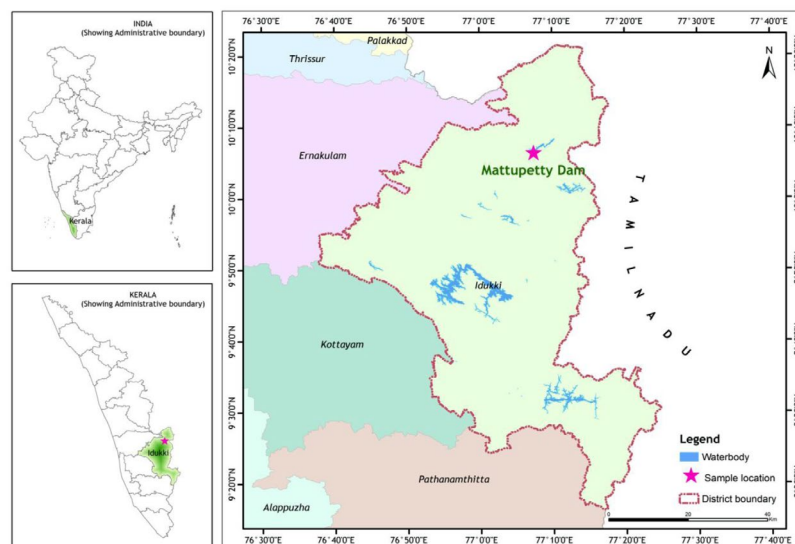 INDIA
(Showing Administrative boundary)
Kerala
KERALA
(Showing Administrative boundary)
Idukki
76°30'0"E 76°40'0"E 76°50'0"E 77°0'0"E 77°10'0"E 77°20'0"E 77°30'0"E 77°40'0"E
10°20'0"N
10°10'0"N
10°0'0"N
9°50'0"N
9°40'0"N
9°30'0"N
9°20'0"N
Palakkad
Thrissur
N
Ernakulam
Mattupetty Dam
TAMILNADU
Idukki
Kottayam
Pathanamthitta
Alappuzha
Legend
Waterbody
Sample location
District boundary
0 20 40
Km
76°30'0"E 76°40'0"E 76°50'0"E 77°0'0"E 77°10'0"E 77°20'0"E 77°30'0"E 77°40'0"E